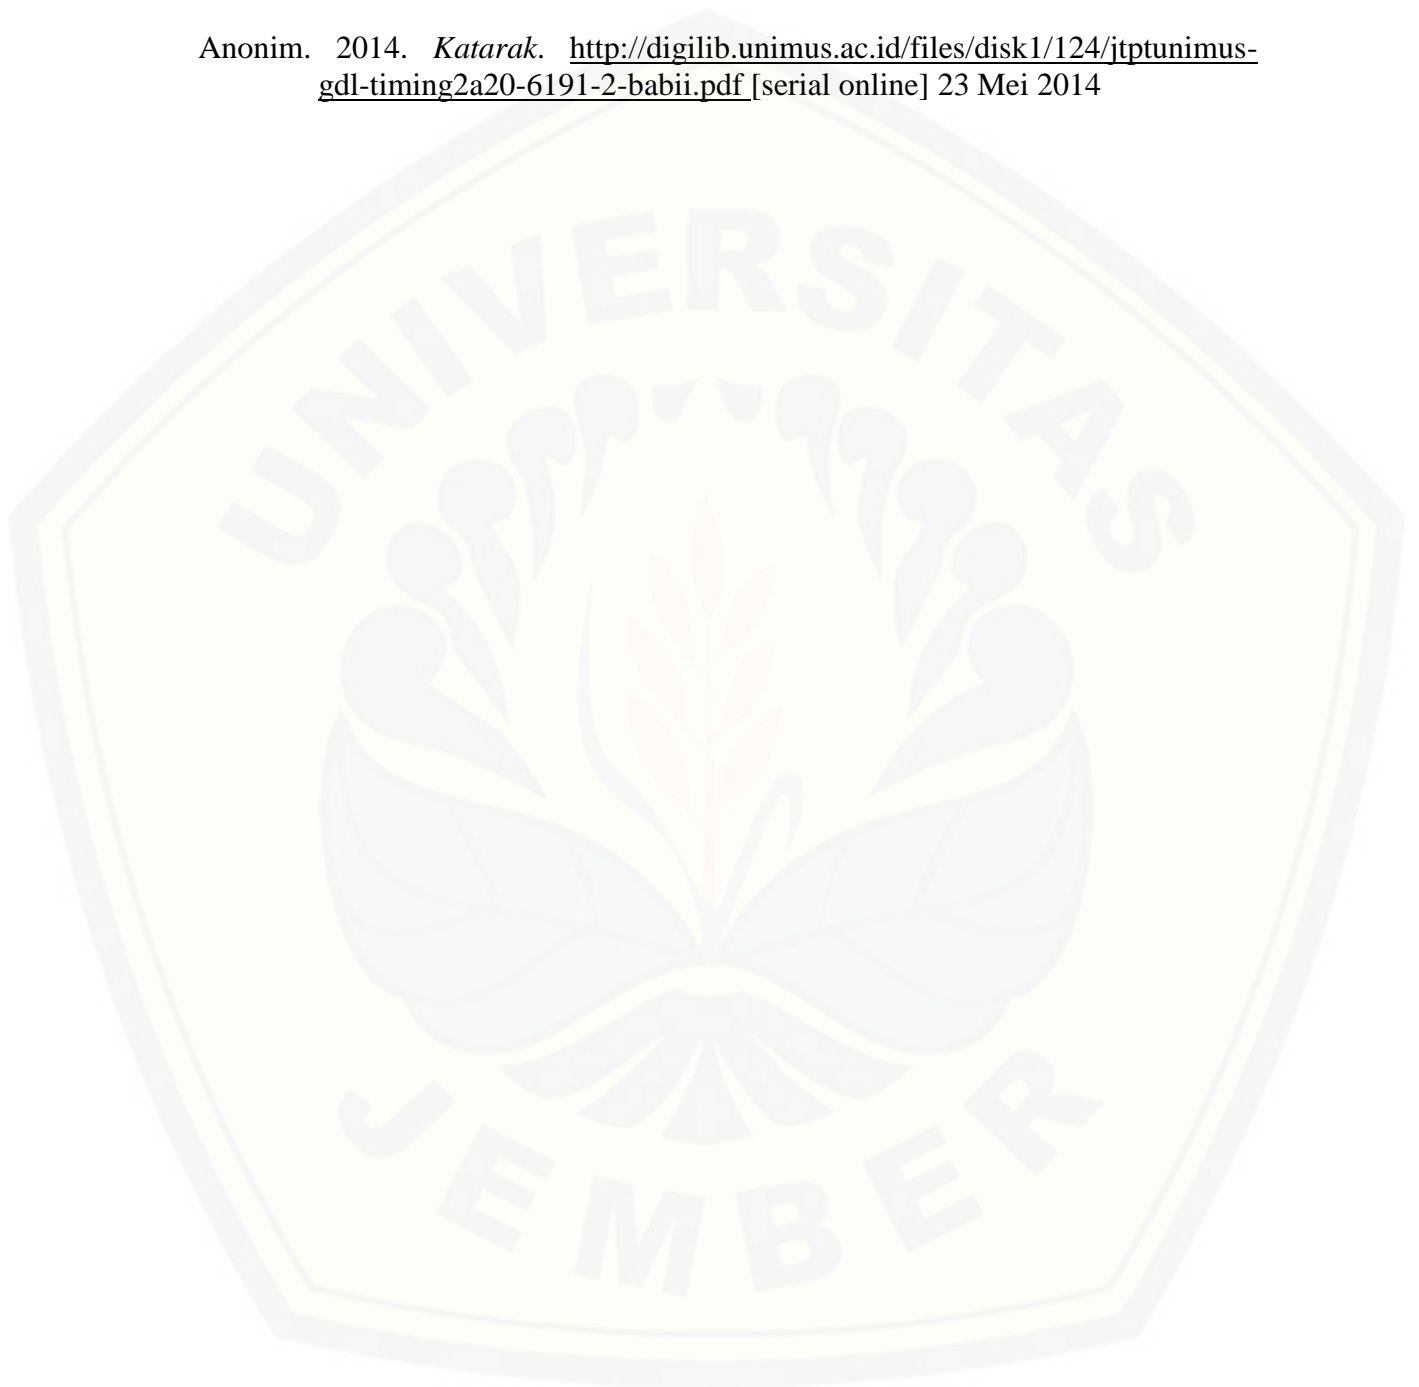 Anonim. 2014. Katarak. http://digilib.unimus.ac.id/files/disk1/124/jtptunimus-
gdl-timing2a20-6191-2-babii.pdf [serial online] 23 Mei 2014
UNIVERSITAS
JEMBER